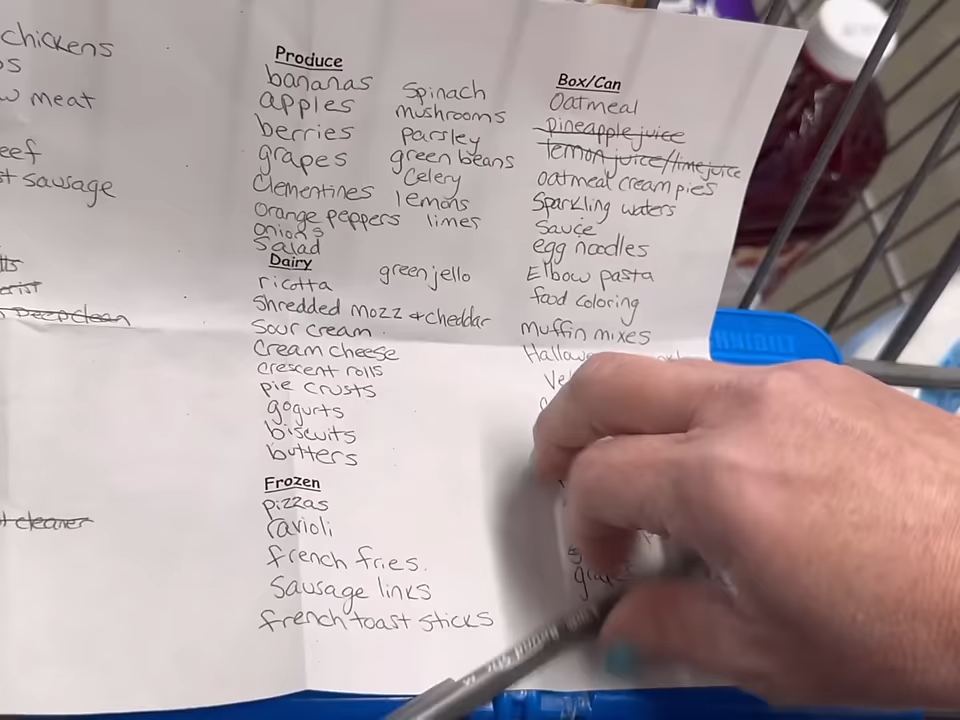 chickens
w meat
sausage
Deepclean
cleaner
Produce
bananas
apples
berries
grapes
Clementines
orange peppers
onions
Salad
Spinach
mushrooms
parsley
green beans
Celery
lemons
limes
Dairy
ricotta
green jello
Shredded mozz + cheddar
Sour cream
Cream cheese
crescent rolls
pie crusts
gogurts
biscuits
butters
Frozen
pizzas
ravioli
french fries
Sausage links
french toast sticks
Box/Can
Oatmeal
pineapple juice
lemon juice/lime juice
oatmeal cream pies
Sparkling waters
Sauce
egg noodles
Elbow pasta
food coloring
muffin mixes